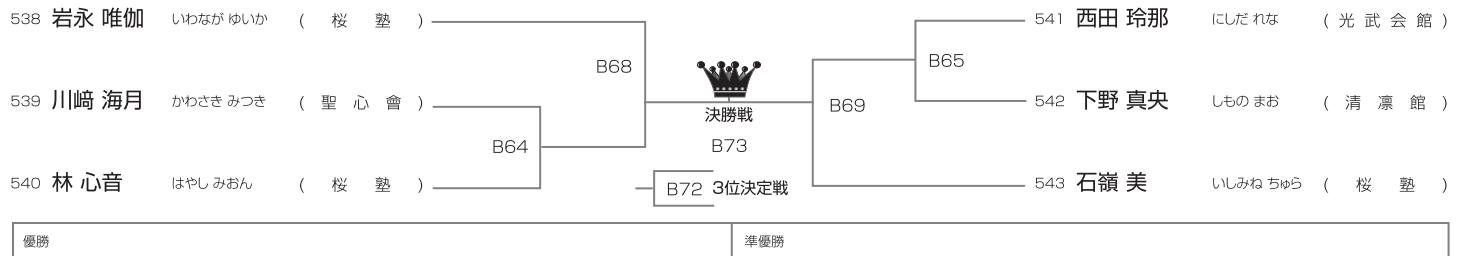 538 岩永 唯伽 いわなが ゆいか ( 桜 塾 )
539 川﨑 海月 かわさき みつき ( 聖 心 會 )
540 林 心音 はやし みおん ( 桜 塾 )
B68
B64
決勝戦
B73
B72 3位決定戦
B65
B69
541 西田 玲那 にしだ れな ( 光 武 会 館 )
542 下野 真央 しもの まお ( 清 凛 館 )
543 石嶺 美 いしみね ちゅら ( 桜 塾 )
優勝
準優勝